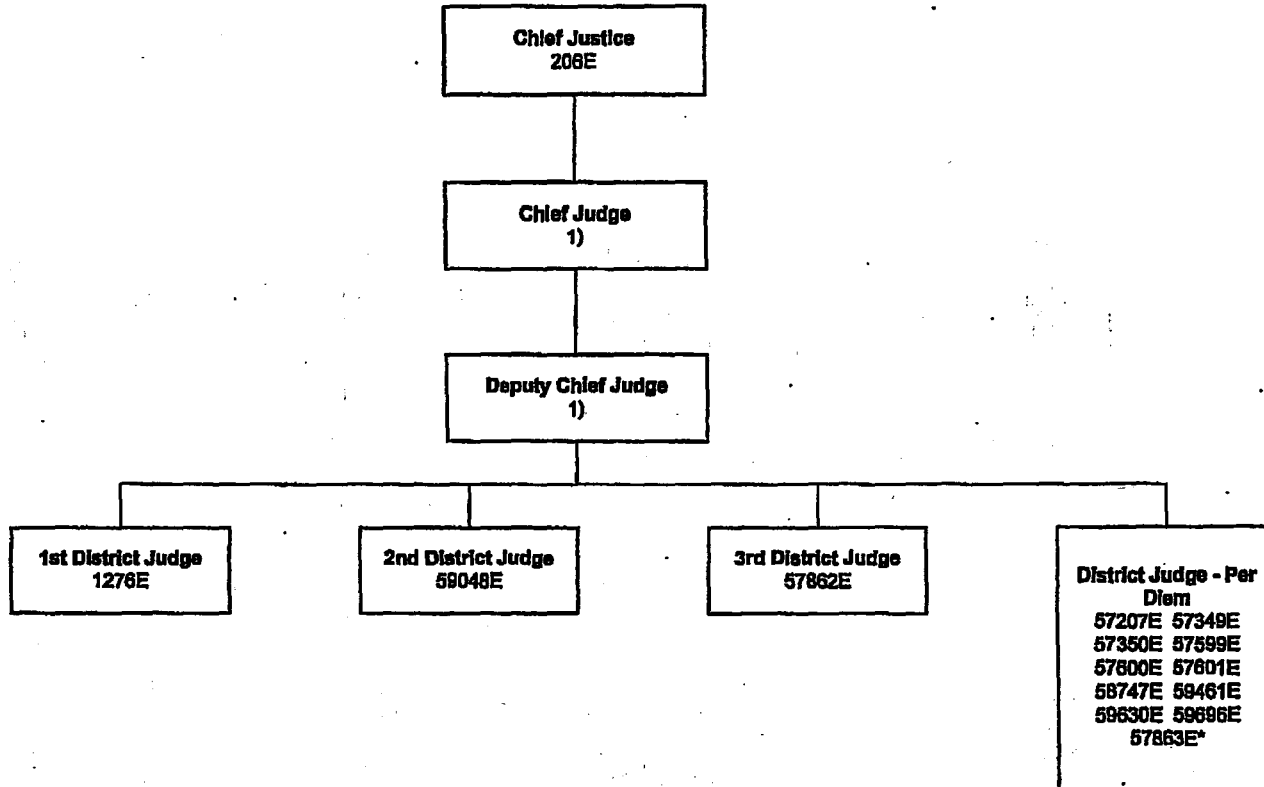 Chief Justice
206E
Chief Judge
1)
Deputy Chief Judge
1)
1st District Judge
1276E
2nd District Judge
59048E
3rd District Judge
57862E
District Judge - Per
Diem
57207E 57349E
57350E 57599E
57600E 57601E
58747E 59461E
59630E 59696E
57863E*